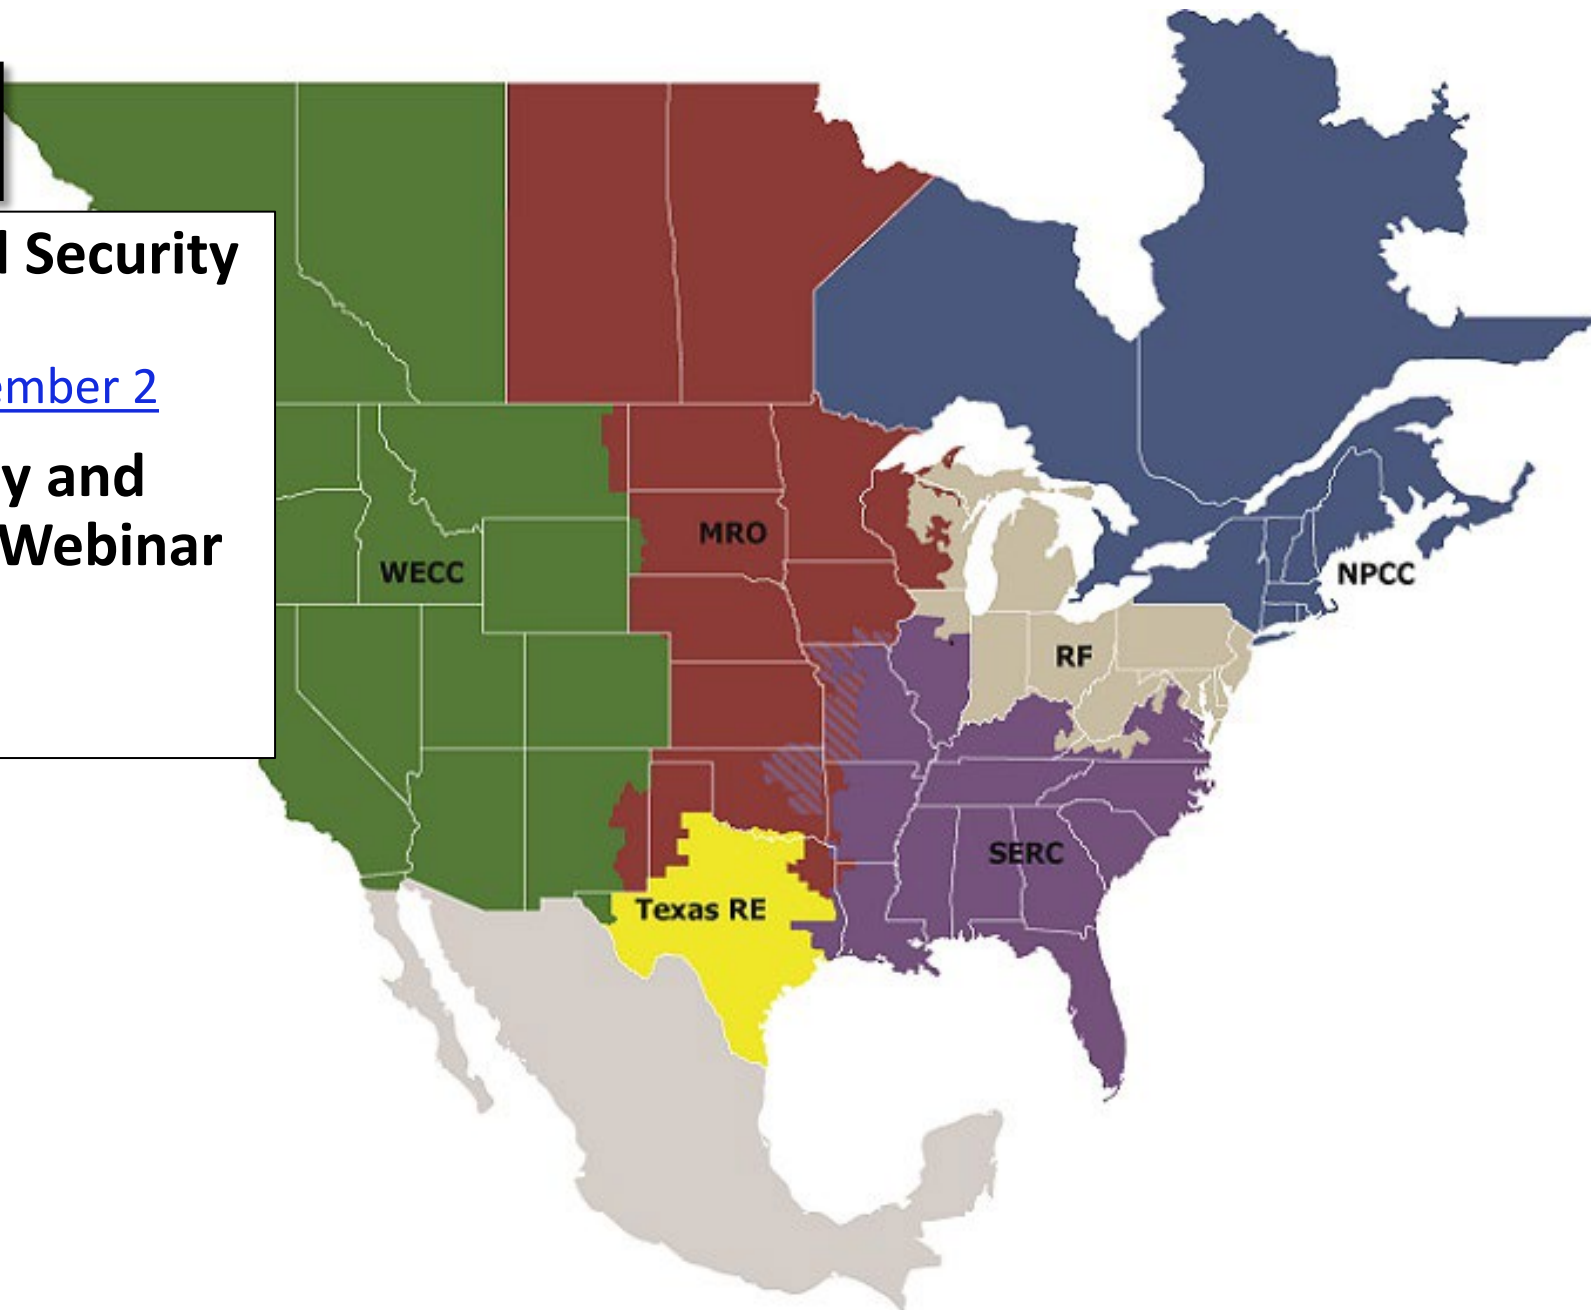 l Security
ember 2
y and
Webinar
MRO
WECC
NPCC
RF
SERC
Texas RE